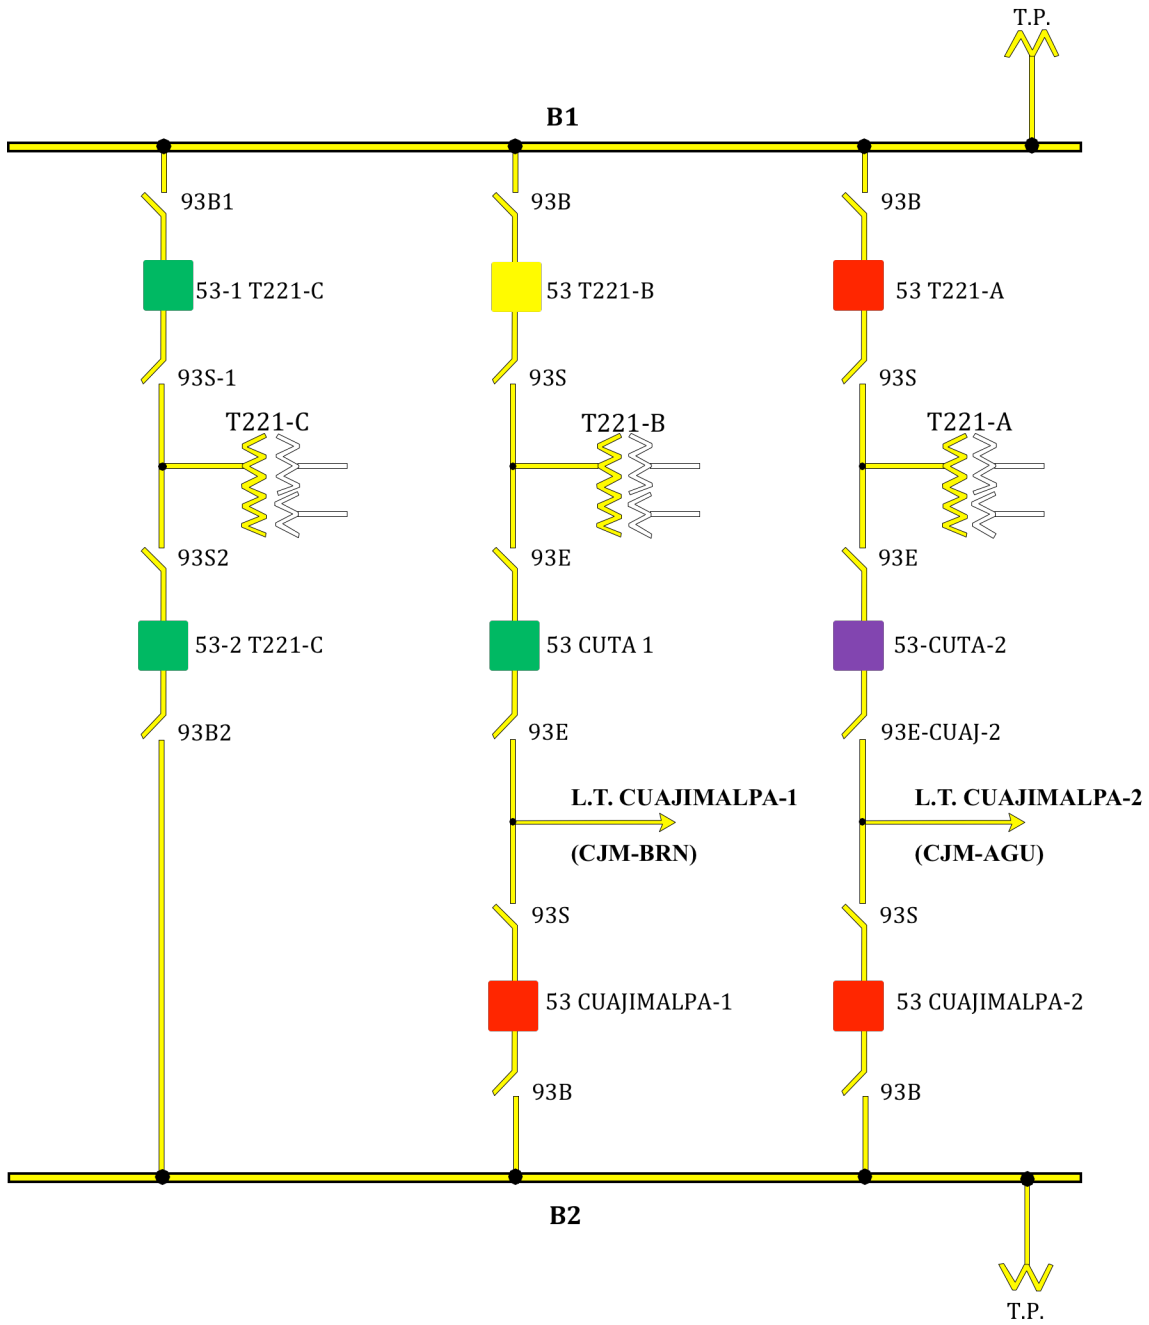 T.P.
B1
93B1
93B
93B
53-1 T221-C
53 T221-B
53 T221-A
93S-1
93S
93S
T221-C
T221-B
T221-A
93S2
93E
93E
53-2 T221-C
53 CUTA 1
53-CUTA-2
93B2
93E
93E-CUAJ-2
L.T. CUAJIMALPA-1
L.T. CUAJIMALPA-2
(CJM-BRN)
(CJM-AGU)
93S
93S
53 CUAJIMALPA-1
53 CUAJIMALPA-2
93B
93B
B2
T.P.